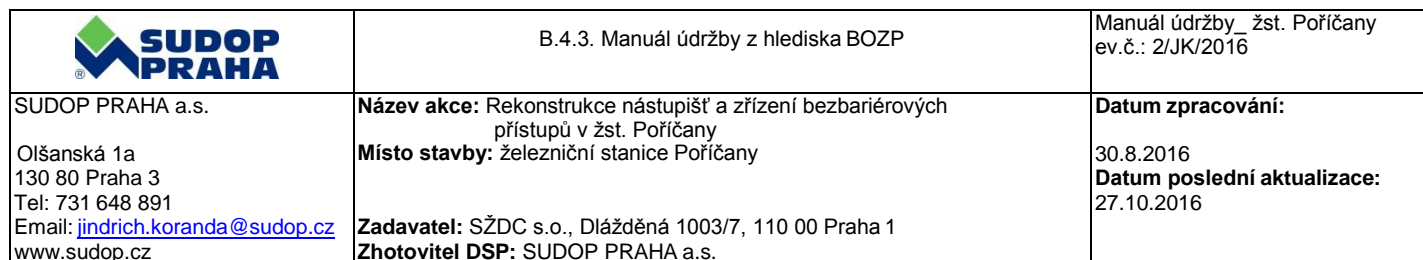 SUDOP
PRAHA
®
B.4.3. Manuál údržby z hlediska BOZP
Manuál údržby_ žst. Poříčany
ev.č.: 2/JK/2016
SUDOP PRAHA a.s.
Olšanská 1a
130 80 Praha 3
Tel: 731 648 891
Email: jindrich.koranda@sudop.cz
www.sudop.cz
Název akce: Rekonstrukce nástupišť a zřízení bezbariérových
přístupů v žst. Poříčany
Místo stavby: železniční stanice Poříčany
Zadavatel: SŽDC s.o., Dlážděná 1003/7, 110 00 Praha 1
Zhotovitel DSP: SUDOP PRAHA a.s.
Datum zpracování:
30.8.2016
Datum poslední aktualizace:
27.10.2016